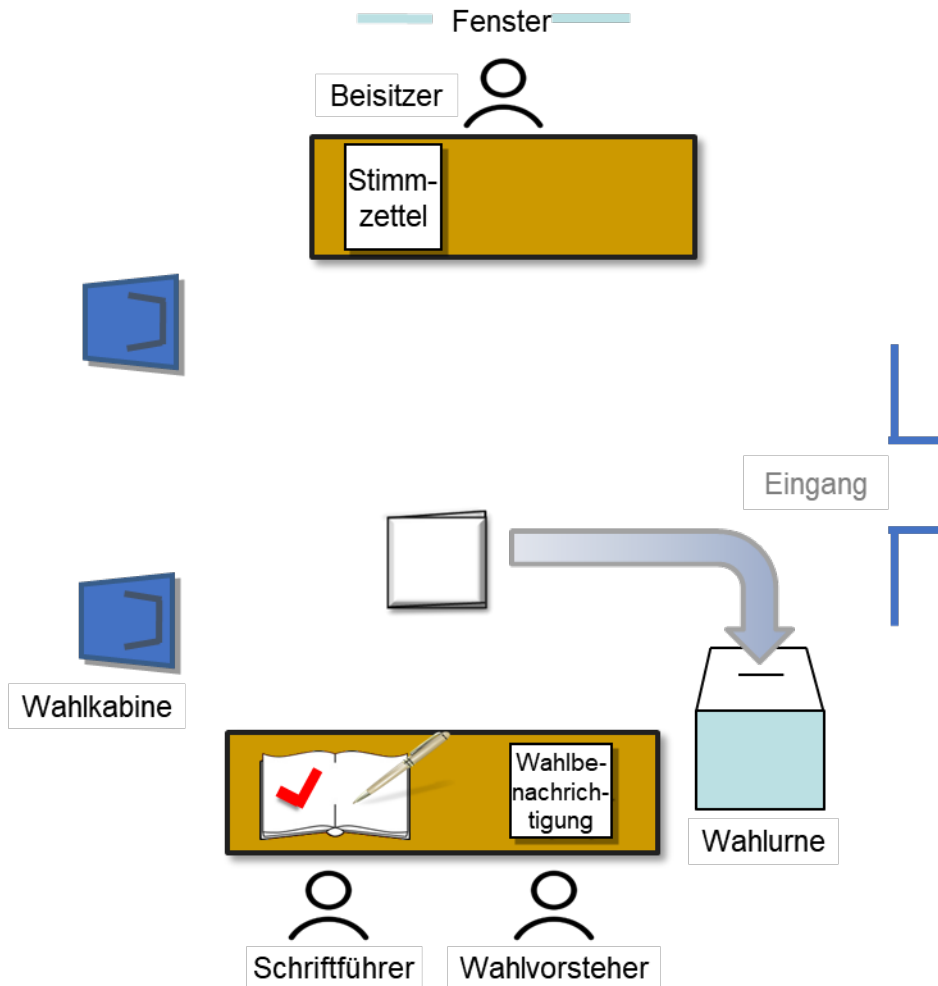 Fenster
Beisitzer
Stimm-
zettel
Eingang
Wahlkabine
Wahlbe-
nachrich-
tigung
Wahlurne
Schriftführer
Wahlvorsteher